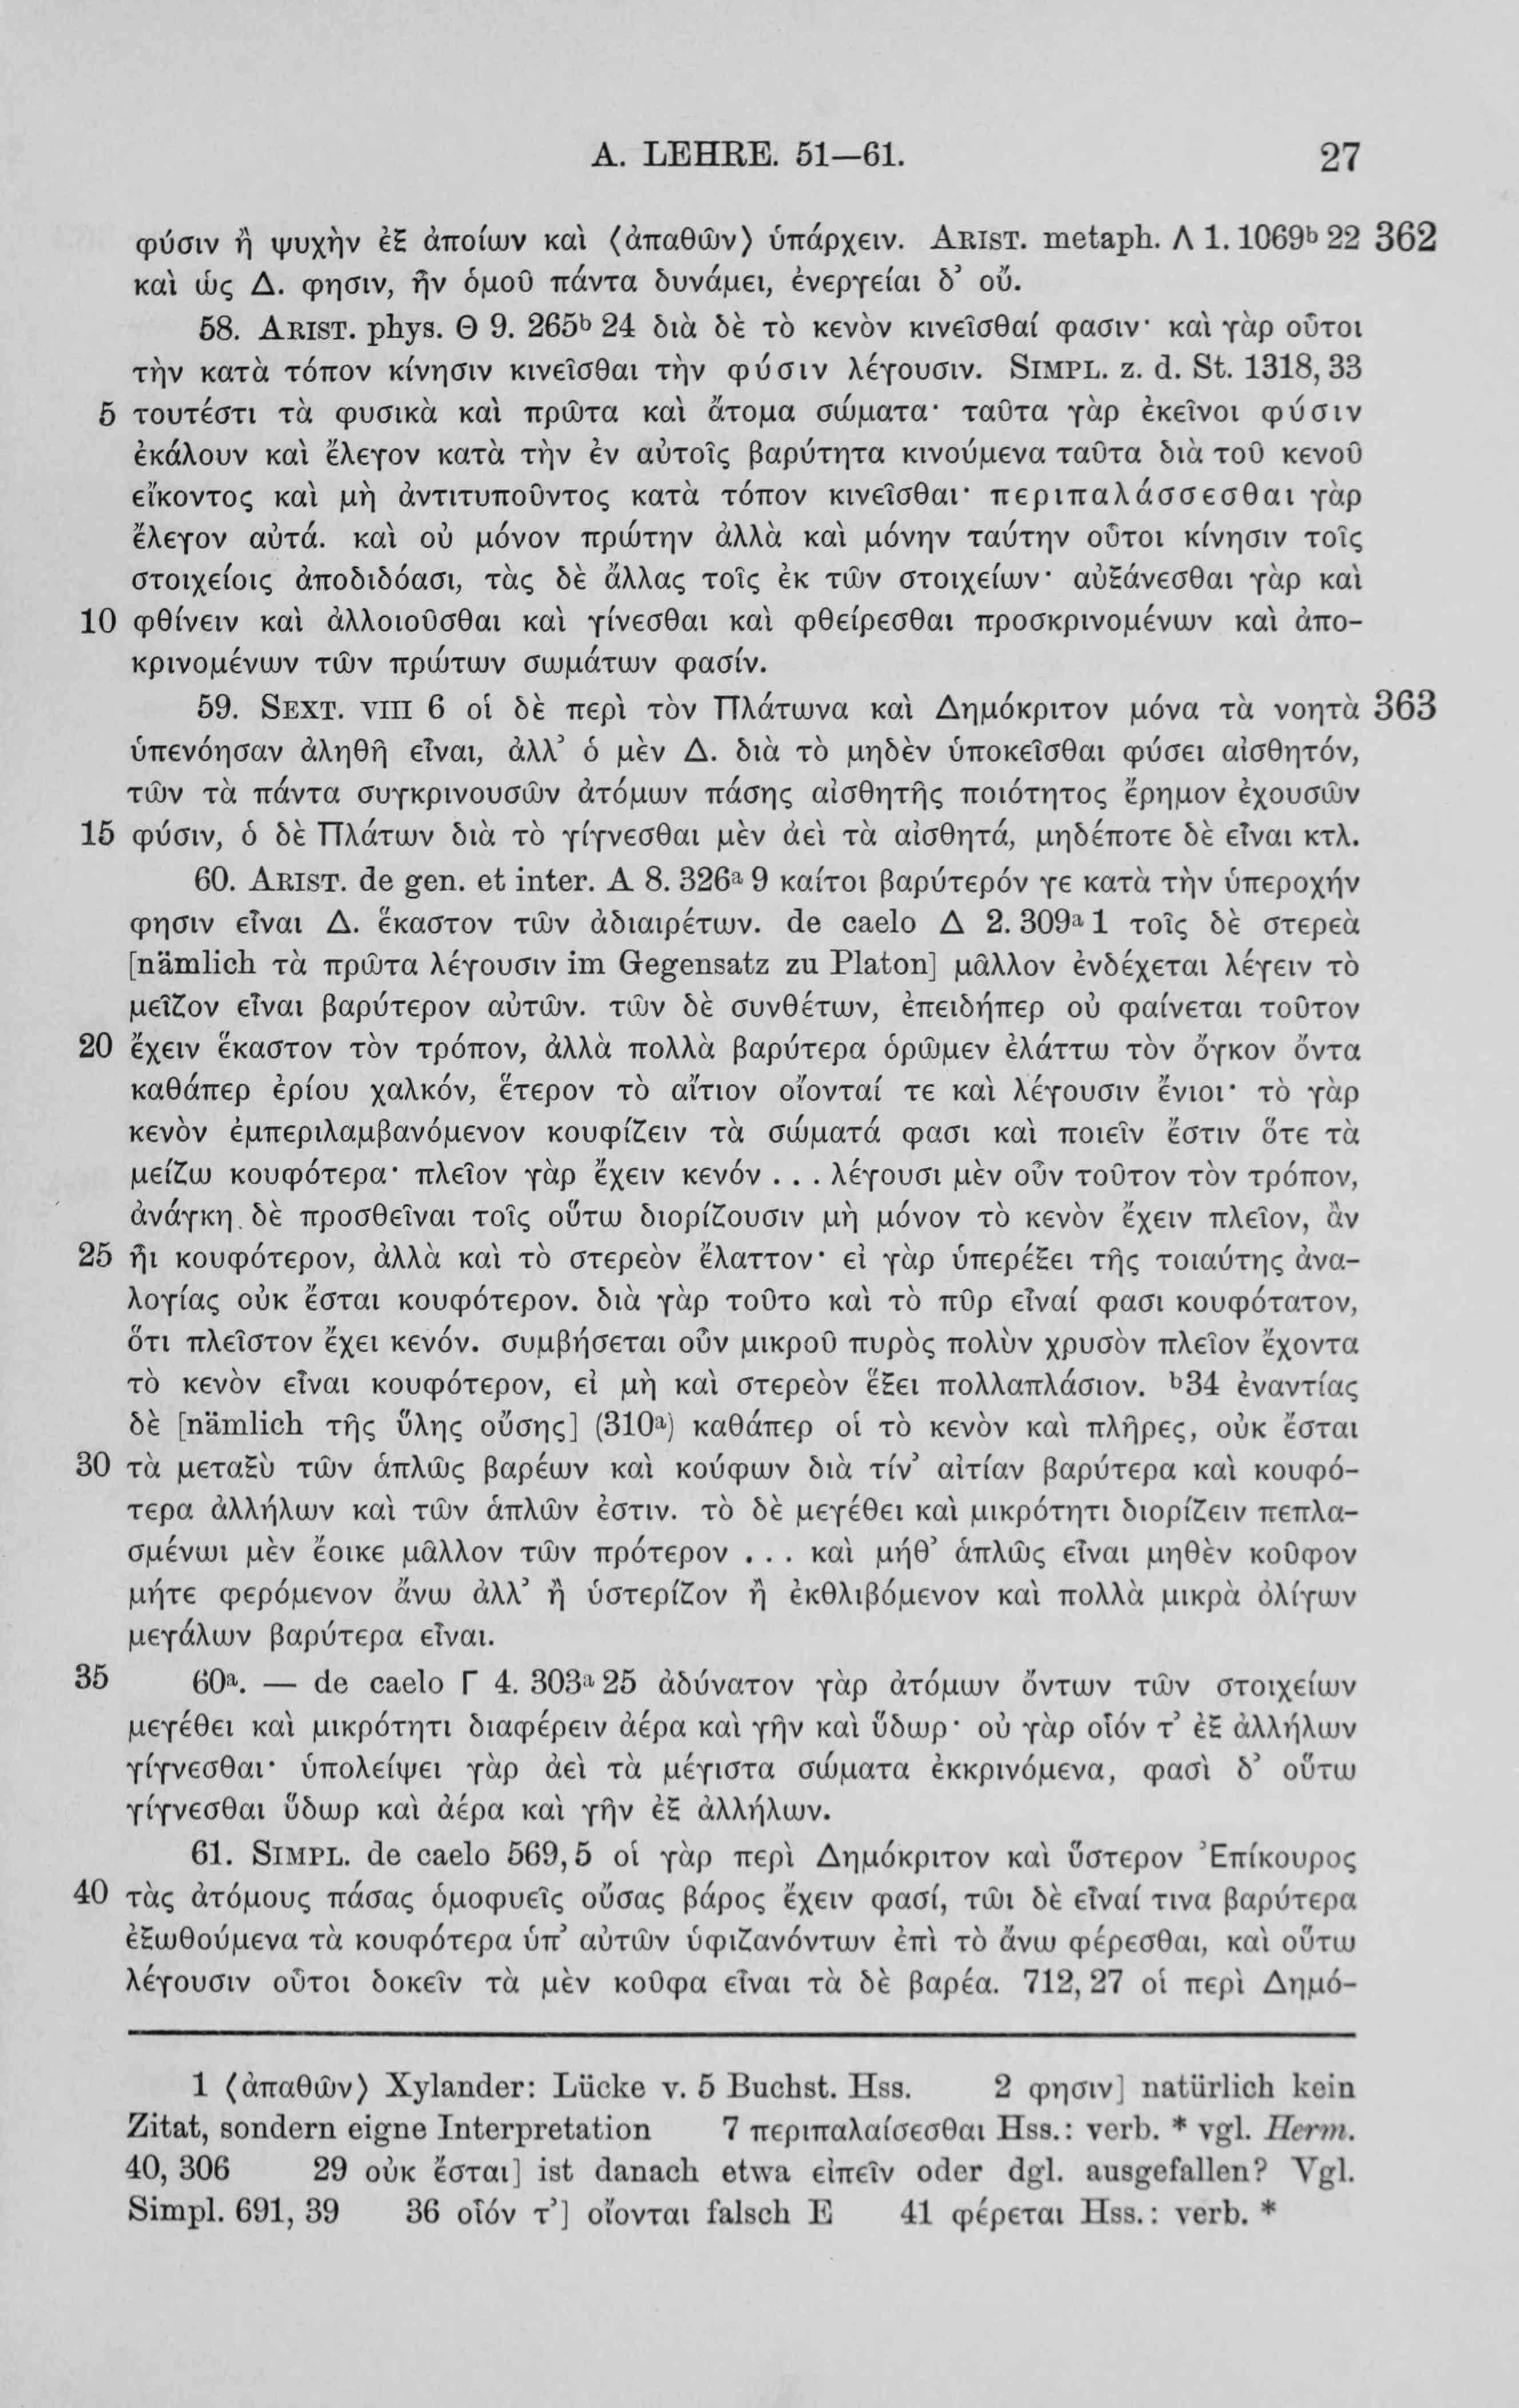 A. LEHRE. 51—61. 27
φύσιν ἢ ψυχὴν ἐξ ἀποίων καὶ ⟨ἀπαθῶν⟩ ὑπάρχειν. ARIST. metaph. Λ 1. 1069ᵇ 22 362
καὶ ὡς Δ. φησιν, ἦν ὁμοῦ πάντα δυνάμει, ἐνεργείαι δ᾽ οὔ.
58. ARIST. phys. Θ 9. 265ᵇ 24 διὰ δὲ τὸ κενὸν κινεῖσθαί φασιν· καὶ γὰρ οὗτοι
τὴν κατὰ τόπον κίνησιν κινεῖσθαι τὴν φύσιν λέγουσιν. SIMPL. z. d. St. 1318, 33
5 τουτέστι τὰ φυσικὰ καὶ πρῶτα καὶ ἄτομα σώματα· ταῦτα γὰρ ἐκεῖνοι φύσιν
ἐκάλουν καὶ ἔλεγον κατὰ τὴν ἐν αὐτοῖς βαρύτητα κινούμενα ταῦτα διὰ τοῦ κενοῦ
εἴκοντος καὶ μὴ ἀντιτυποῦντος κατὰ τόπον κινεῖσθαι· περιπαλάσσεσθαι γὰρ
ἔλεγον αὐτά. καὶ οὐ μόνον πρώτην ἀλλὰ καὶ μόνην ταύτην οὗτοι κίνησιν τοῖς
στοιχείοις ἀποδιδόασι, τὰς δὲ ἄλλας τοῖς ἐκ τῶν στοιχείων· αὐξάνεσθαι γὰρ καὶ
10 φθίνειν καὶ ἀλλοιοῦσθαι καὶ γίνεσθαι καὶ φθείρεσθαι προσκρινομένων καὶ ἀπο-
κρινομένων τῶν πρώτων σωμάτων φασίν.
59. SEXT. VIII 6 οἱ δὲ περὶ τὸν Πλάτωνα καὶ Δημόκριτον μόνα τὰ νοητὰ 363
ὑπενόησαν ἀληθῆ εἶναι, ἀλλ᾽ ὁ μὲν Δ. διὰ τὸ μηδὲν ὑποκεῖσθαι φύσει αἰσθητόν,
τῶν τὰ πάντα συγκρινουσῶν ἀτόμων πάσης αἰσθητῆς ποιότητος ἔρημον ἐχουσῶν
15 φύσιν, ὁ δὲ Πλάτων διὰ τὸ γίγνεσθαι μὲν ἀεὶ τὰ αἰσθητά, μηδέποτε δὲ εἶναι κτλ.
60. ARIST. de gen. et inter. A 8. 326ᵃ 9 καίτοι βαρύτερόν γε κατὰ τὴν ὑπεροχήν
φησιν εἶναι Δ. ἕκαστον τῶν ἀδιαιρέτων. de caelo Δ 2. 309ᵃ 1 τοῖς δὲ στερεὰ
[nämlich τὰ πρῶτα λέγουσιν im Gegensatz zu Platon] μᾶλλον ἐνδέχεται λέγειν τὸ
μεῖζον εἶναι βαρύτερον αὐτῶν. τῶν δὲ συνθέτων, ἐπειδήπερ οὐ φαίνεται τοῦτον
20 ἔχειν ἕκαστον τὸν τρόπον, ἀλλὰ πολλὰ βαρύτερα ὁρῶμεν ἐλάττω τὸν ὄγκον ὄντα
καθάπερ ἐρίου χαλκόν, ἕτερον τὸ αἴτιον οἴονταί τε καὶ λέγουσιν ἔνιοι· τὸ γὰρ
κενὸν ἐμπεριλαμβανόμενον κουφίζειν τὰ σώματά φασι καὶ ποιεῖν ἔστιν ὅτε τὰ
μείζω κουφότερα· πλεῖον γὰρ ἔχειν κενόν . . . λέγουσι μὲν οὖν τοῦτον τὸν τρόπον,
ἀνάγκη δὲ προσθεῖναι τοῖς οὕτω διορίζουσιν μὴ μόνον τὸ κενὸν ἔχειν πλεῖον, ἂν
25 ἦι κουφότερον, ἀλλὰ καὶ τὸ στερεὸν ἔλαττον· εἰ γὰρ ὑπερέξει τῆς τοιαύτης ἀνα-
λογίας οὐκ ἔσται κουφότερον. διὰ γὰρ τοῦτο καὶ τὸ πῦρ εἶναί φασι κουφότατον,
ὅτι πλεῖστον ἔχει κενόν. συμβήσεται οὖν μικροῦ πυρὸς πολὺν χρυσὸν πλεῖον ἔχοντα
τὸ κενὸν εἶναι κουφότερον, εἰ μὴ καὶ στερεὸν ἕξει πολλαπλάσιον. ᵇ34 ἐναντίας
δὲ [nämlich τῆς ὕλης οὔσης] (310ᵃ) καθάπερ οἱ τὸ κενὸν καὶ πλῆρες, οὐκ ἔσται
30 τὰ μεταξὺ τῶν ἁπλῶς βαρέων καὶ κούφων διὰ τίν᾽ αἰτίαν βαρύτερα καὶ κουφό-
τερα ἀλλήλων καὶ τῶν ἁπλῶν ἐστιν. τὸ δὲ μεγέθει καὶ μικρότητι διορίζειν πεπλα-
σμένωι μὲν ἔοικε μᾶλλον τῶν πρότερον . . . καὶ μήθ᾽ ἁπλῶς εἶναι μηθὲν κοῦφον
μήτε φερόμενον ἄνω ἀλλ᾽ ἢ ὑστερίζον ἢ ἐκθλιβόμενον καὶ πολλὰ μικρὰ ὀλίγων
μεγάλων βαρύτερα εἶναι.
35 60ᵃ. — de caelo Γ 4. 303ᵃ 25 ἀδύνατον γὰρ ἀτόμων ὄντων τῶν στοιχείων
μεγέθει καὶ μικρότητι διαφέρειν ἀέρα καὶ γῆν καὶ ὕδωρ· οὐ γὰρ οἷόν τ᾽ ἐξ ἀλλήλων
γίγνεσθαι· ὑπολείψει γὰρ ἀεὶ τὰ μέγιστα σώματα ἐκκρινόμενα, φασὶ δ᾽ οὕτω
γίγνεσθαι ὕδωρ καὶ ἀέρα καὶ γῆν ἐξ ἀλλήλων.
61. SIMPL. de caelo 569, 5 οἱ γὰρ περὶ Δημόκριτον καὶ ὕστερον Ἐπίκουρος
40 τὰς ἀτόμους πάσας ὁμοφυεῖς οὔσας βάρος ἔχειν φασί, τῶι δὲ εἶναί τινα βαρύτερα
ἐξωθούμενα τὰ κουφότερα ὑπ᾽ αὐτῶν ὑφιζανόντων ἐπὶ τὸ ἄνω φέρεσθαι, καὶ οὕτω
λέγουσιν οὗτοι δοκεῖν τὰ μὲν κοῦφα εἶναι τὰ δὲ βαρέα. 712, 27 οἱ περὶ Δημό-
1 ⟨ἀπαθῶν⟩ Xylander: Lücke v. 5 Buchst. Hss. 2 φησιν] natürlich kein
Zitat, sondern eigne Interpretation 7 περιπαλαίσεσθαι Hss.: verb. * vgl. Herm.
40, 306 29 οὐκ ἔσται] ist danach etwa εἰπεῖν oder dgl. ausgefallen? Vgl.
Simpl. 691, 39 36 οἷόν τ᾽] οἴονται falsch E 41 φέρεται Hss.: verb. *